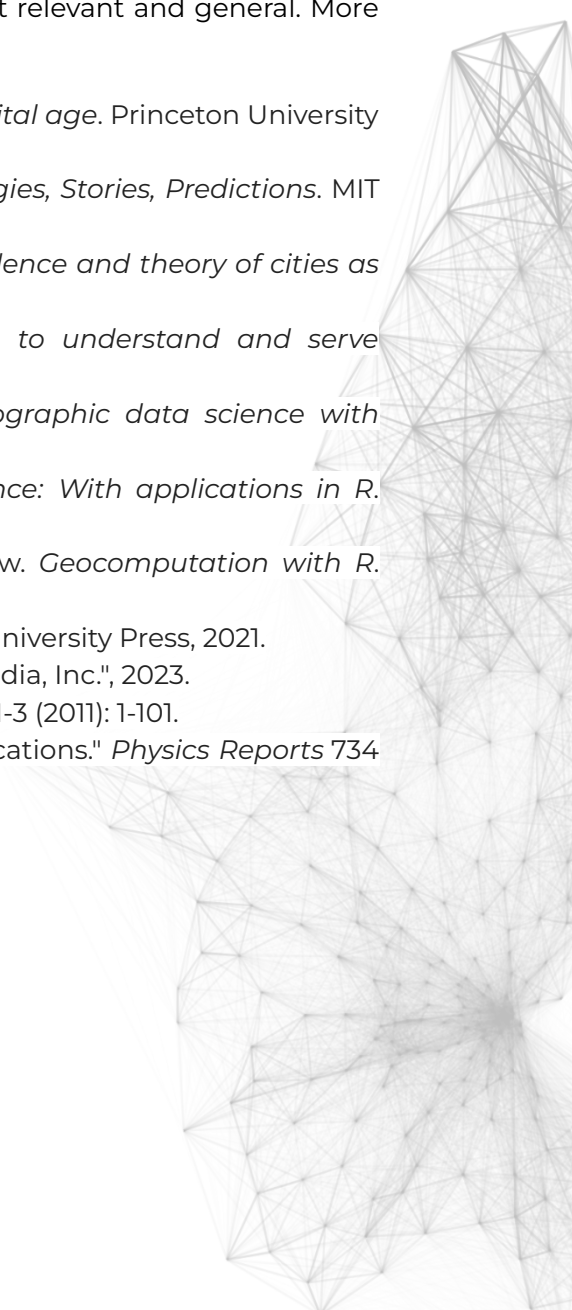 t relevant and general. More
ital age. Princeton University
gies, Stories, Predictions. MIT
lence and theory of cities as
to understand and serve
ographic data science with
nce: With applications in R.
w. Geocomputation with R.
niversity Press, 2021.
dia, Inc.", 2023.
1-3 (2011): 1-101.
cations." Physics Reports 734